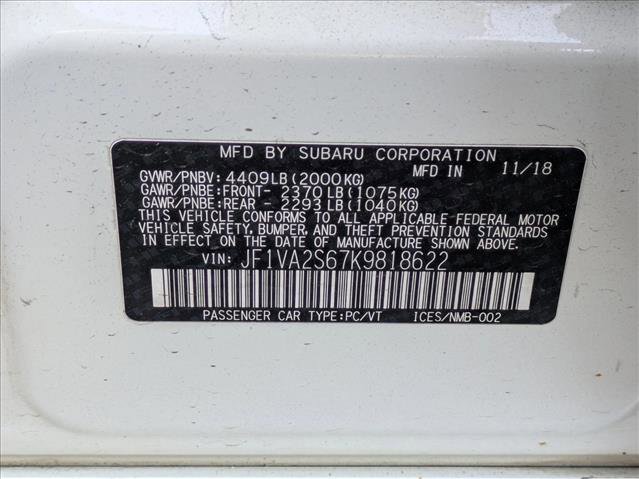 MFD BY SUBARU CORPORATION
GVWR/PNBV: 4409LB(2000KG) MFD IN 11/18
GAWR/PNBE:FRONT- 2370LB(1075KG)
GAWR/PNBE:REAR - 2293LB(1040KG)
THIS VEHICLE CONFORMS TO ALL APPLICABLE FEDERAL MOTOR
VEHICLE SAFETY, BUMPER, AND THEFT PREVENTION STANDARDS
IN EFFECT ON THE DATE OF MANUFACTURE SHOWN ABOVE.
VIN: JF1VA2S67K9818622
PASSENGER CAR TYPE:PC/VT ICES/NMB-002